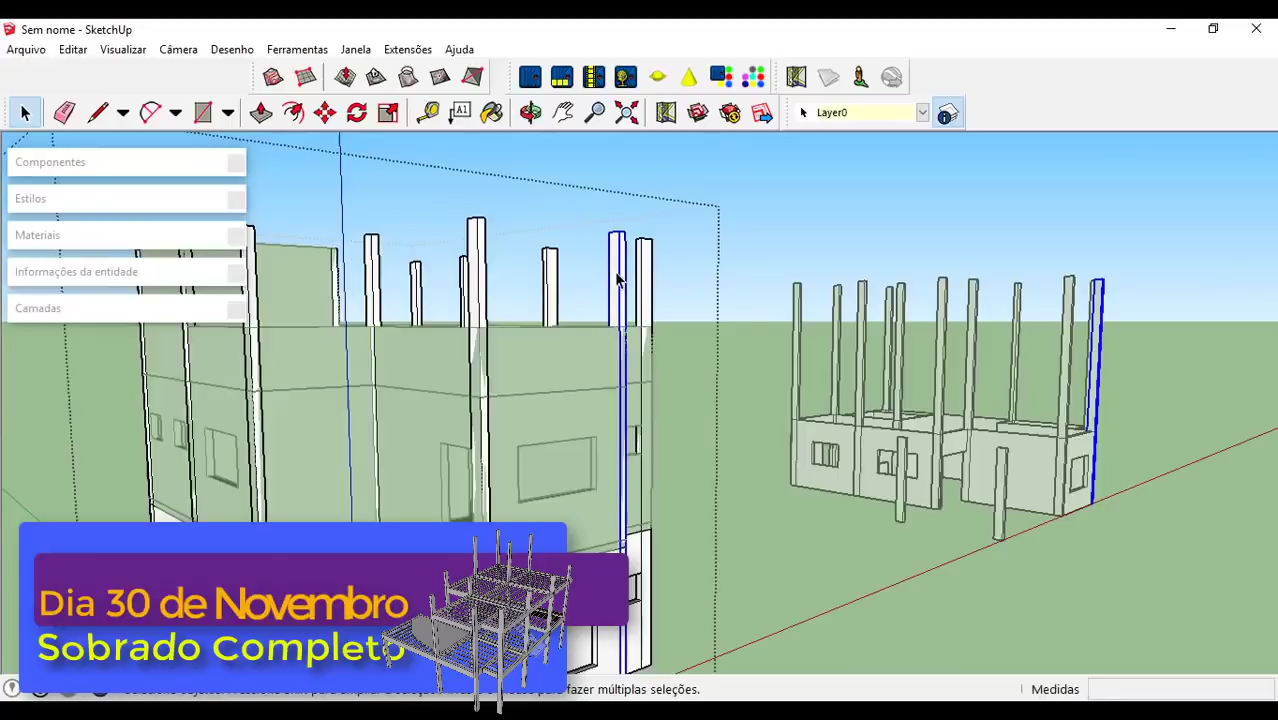 Sem nome - SketchUp
Arquivo Editar Visualizar Câmera Desenho Ferramentas Janela Extensões Ajuda
A1
Layer0
Componentes
Estilos
Materiais
Informações da entidade
Camadas
Dia 30 de Novembro
Sobrado Completo
fazer múltiplas seleções.
Medidas